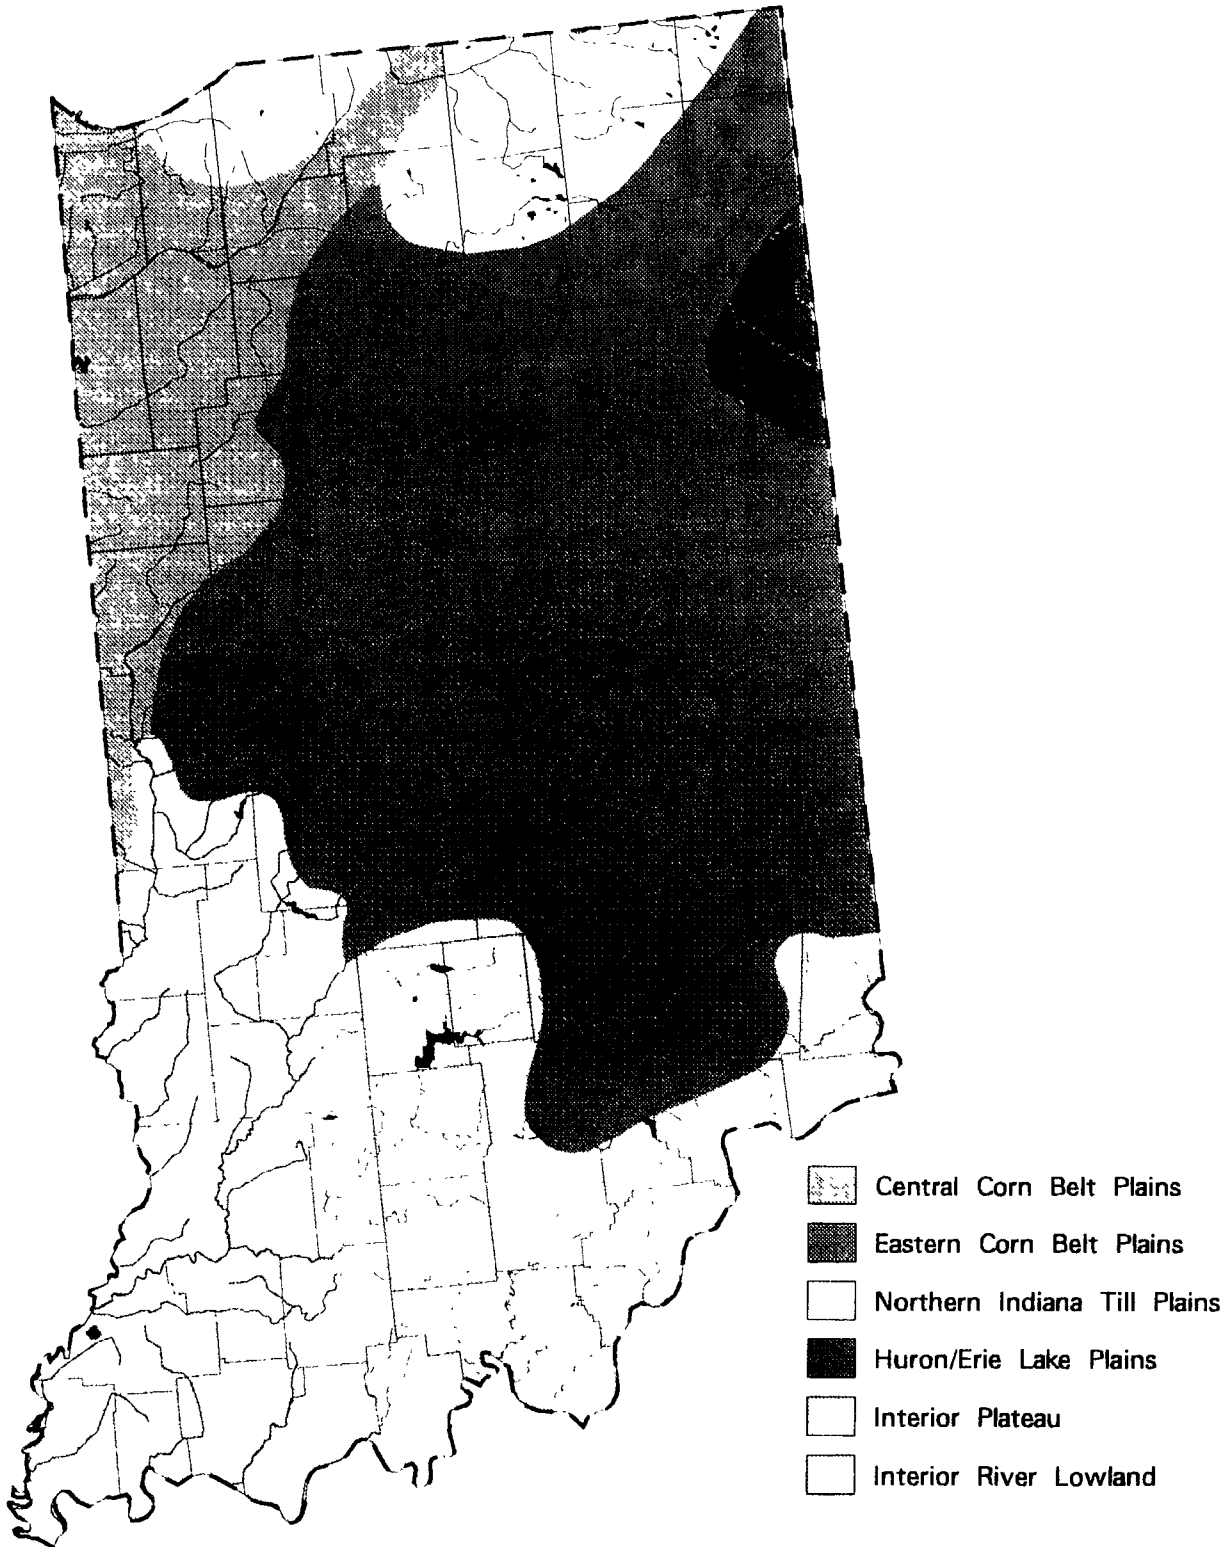 Central Corn Belt Plains
Eastern Corn Belt Plains
Northern Indiana Till Plains
Huron/Erie Lake Plains
Interior Plateau
Interior River Lowland